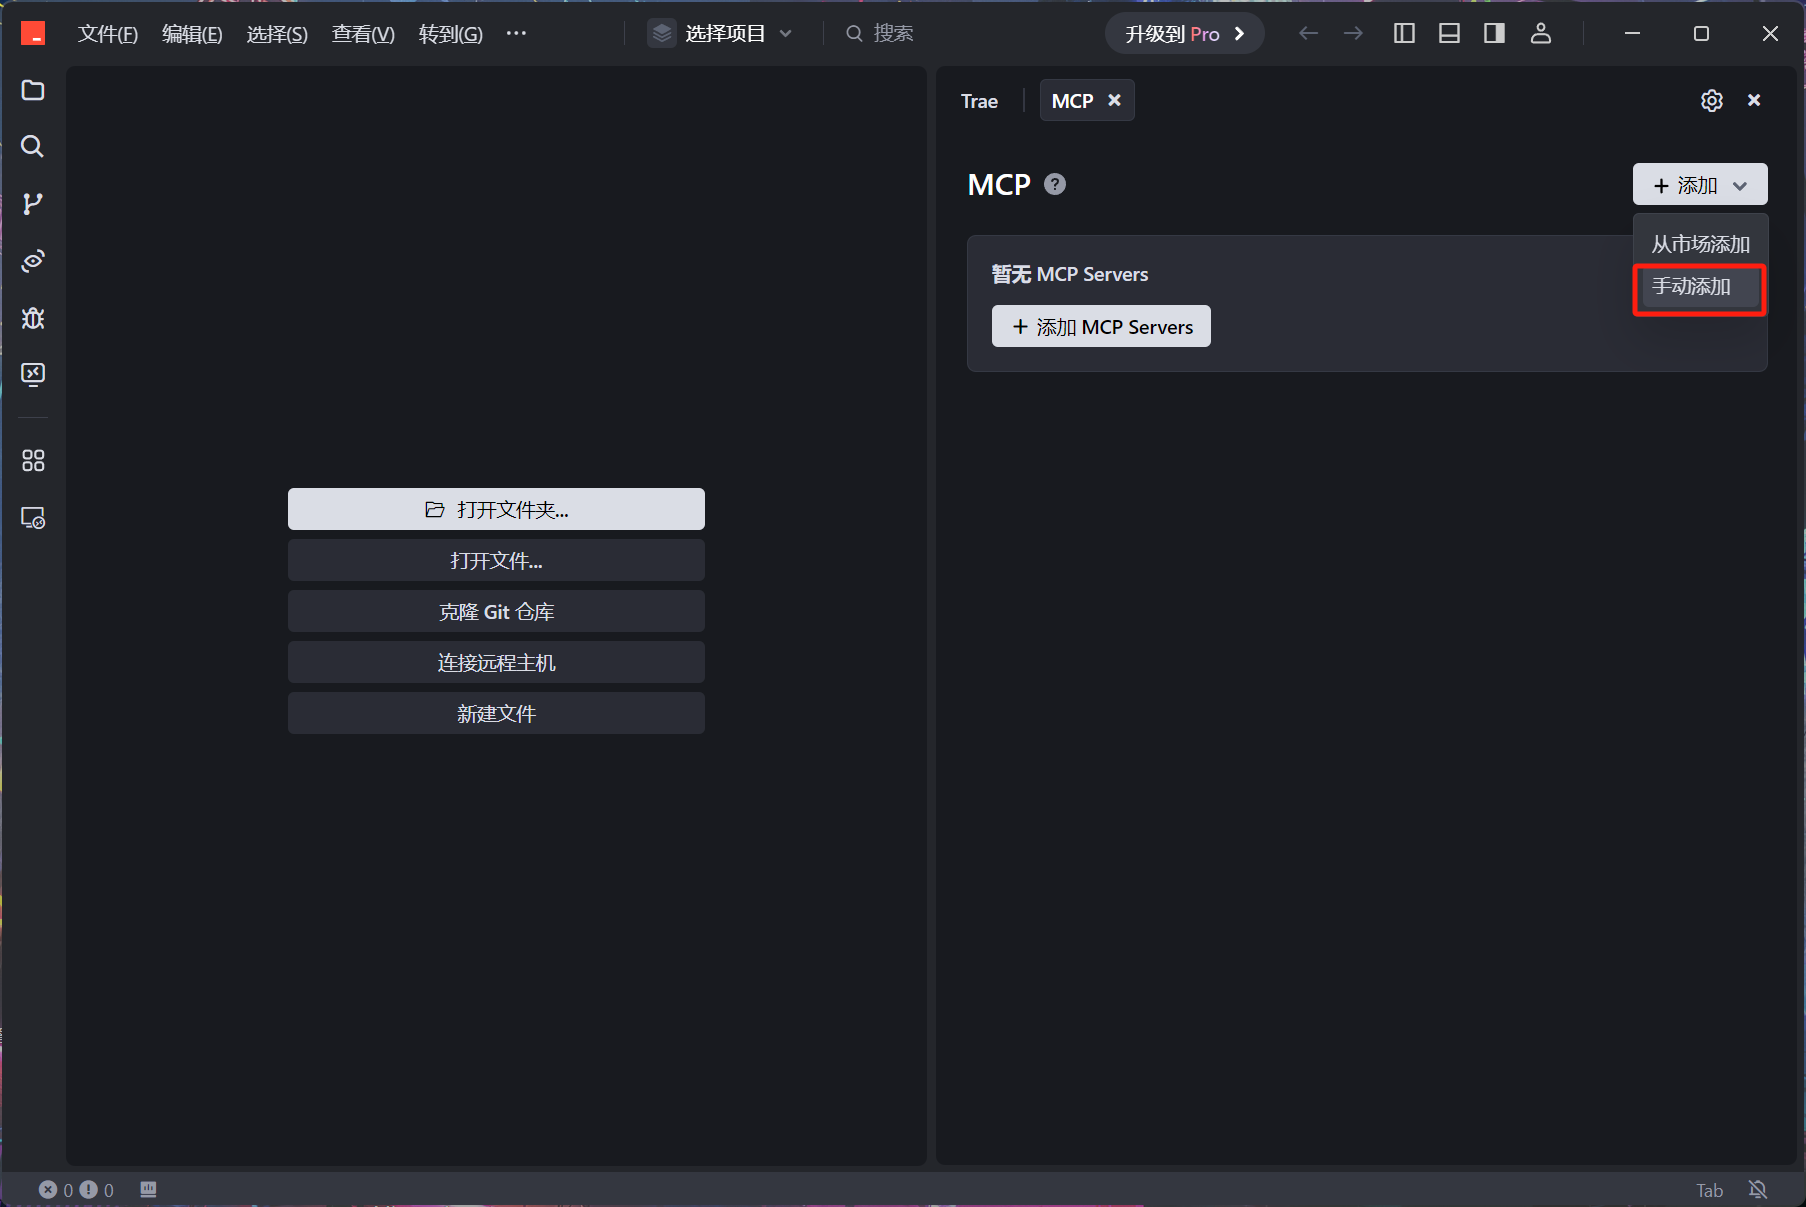 文件(F) 编辑(E) 选择(S) 查看(V) 转到(G) ··· 选择项目 搜索 升级到 Pro
Trae MCP
MCP ?
+ 添加
从市场添加
手动添加
暂无 MCP Servers
+ 添加 MCP Servers
打开文件夹...
打开文件...
克隆 Git 仓库
连接远程主机
新建文件
0 0 Tab